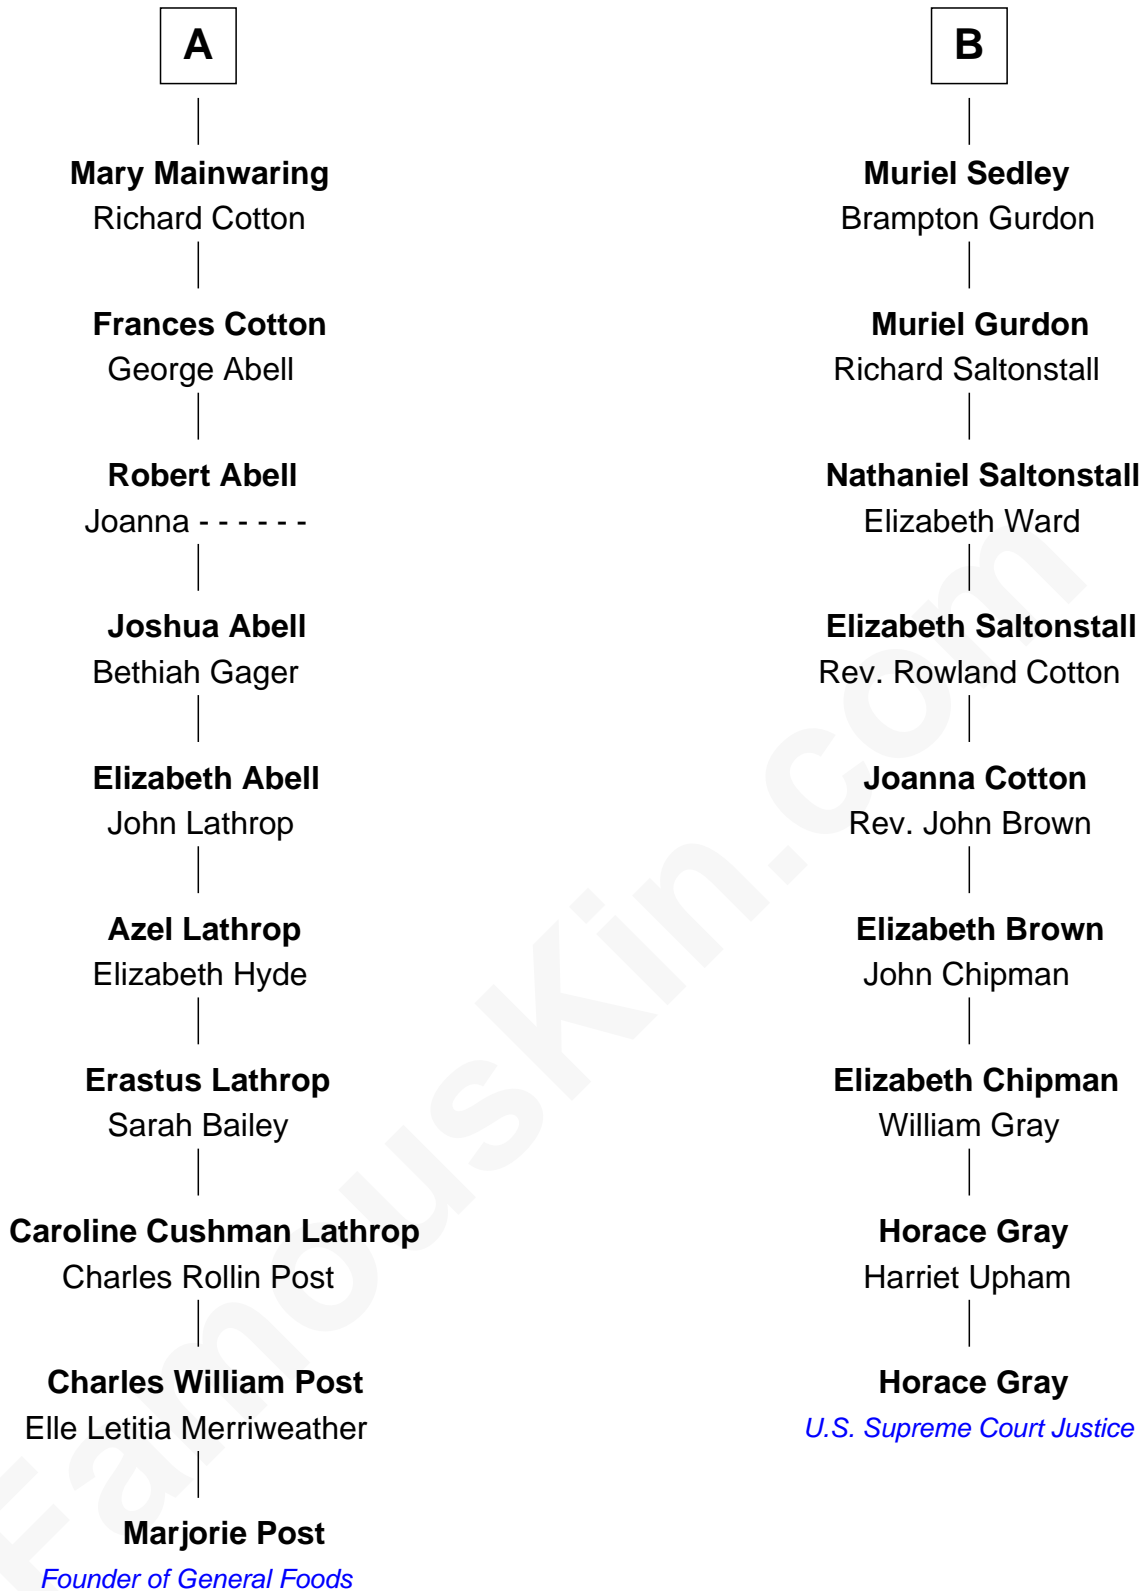 A
Mary Mainwaring
Richard Cotton
Frances Cotton
George Abell
Robert Abell
Joanna - - - - - -
Joshua Abell
Bethiah Gager
Elizabeth Abell
John Lathrop
Azel Lathrop
Elizabeth Hyde
Erastus Lathrop
Sarah Bailey
Caroline Cushman Lathrop
Charles Rollin Post
Charles William Post
Elle Letitia Merriweather
Marjorie Post
Founder of General Foods
B
Muriel Sedley
Brampton Gurdon
Muriel Gurdon
Richard Saltonstall
Nathaniel Saltonstall
Elizabeth Ward
Elizabeth Saltonstall
Rev. Rowland Cotton
Joanna Cotton
Rev. John Brown
Elizabeth Brown
John Chipman
Elizabeth Chipman
William Gray
Horace Gray
Harriet Upham
Horace Gray
U.S. Supreme Court Justice
FamousKin.com